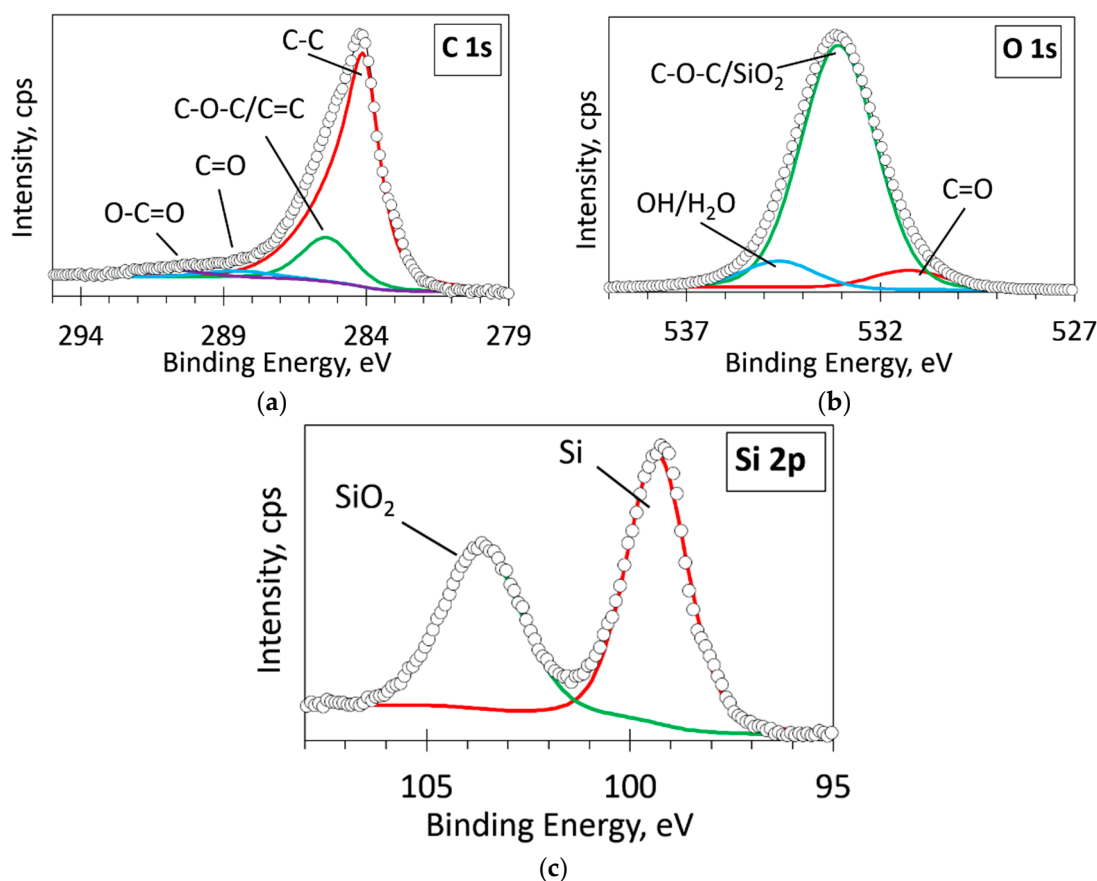 C 1s
C-C
C-O-C/C=C
C=O
O-C=O
Intensity, cps
294 289 284 279
Binding Energy, eV
(a)
O 1s
C-O-C/SiO₂
OH/H₂O
C=O
Intensity, cps
537 532 527
Binding Energy, eV
(b)
Si 2p
Si
SiO₂
Intensity, cps
105 100 95
Binding Energy, eV
(c)